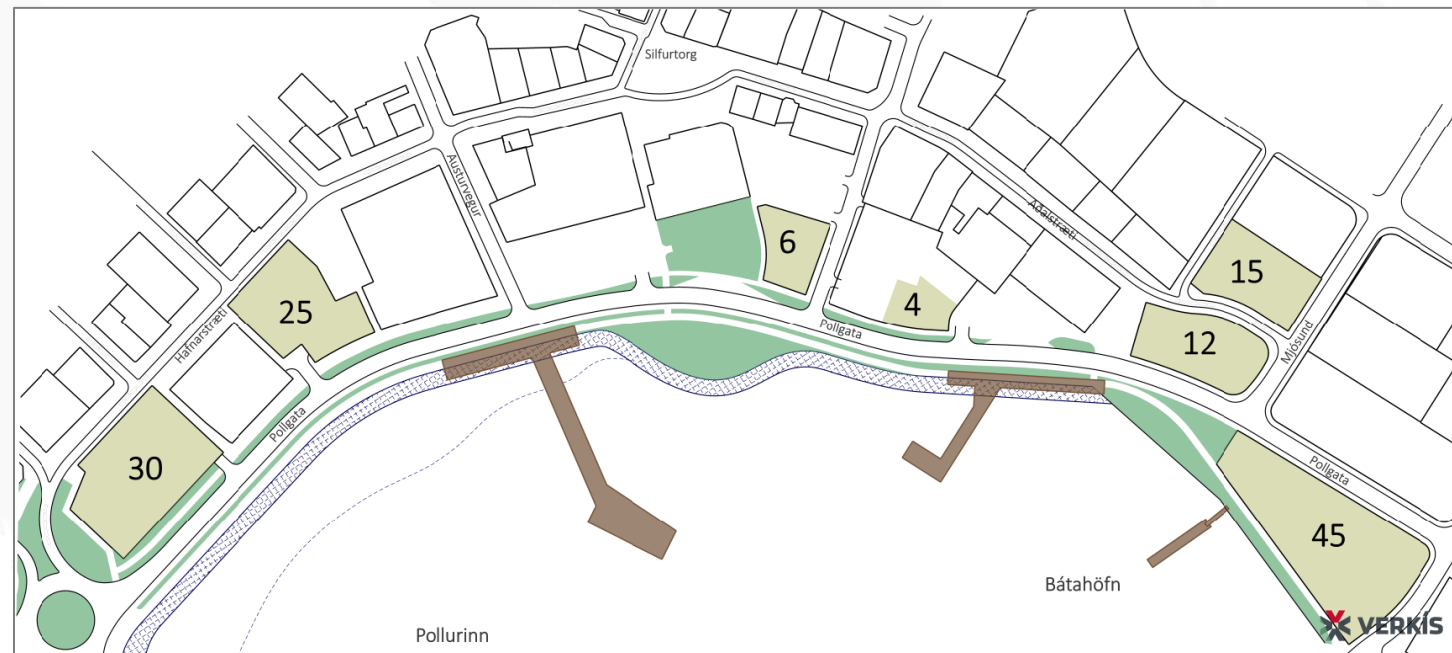 Silfurtorg
Austurvegur
Aðalstræti
6
15
Hafnarstræti
25
4
Pollgata
12
Mjósund
Pollgata
30
Pollgata
45
Bátahöfn
Pollurinn
VERKÍS